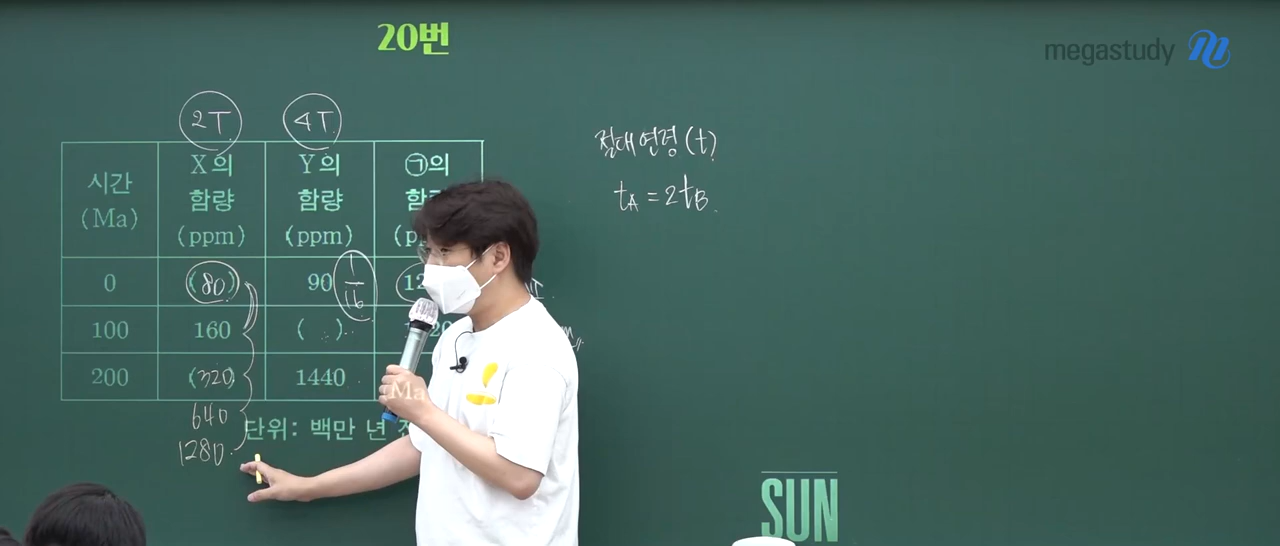 20번
megastudy
2T
4T
절대연령(t)
tA = 2tB
시간
(Ma)
X의
함량
(ppm)
Y의
함량
(ppm)
㉠의
0
(80)
90
1/16
100
160
( )
200
(320)
1440
640
1280
(Ma
단위: 백만 년 전
SUN